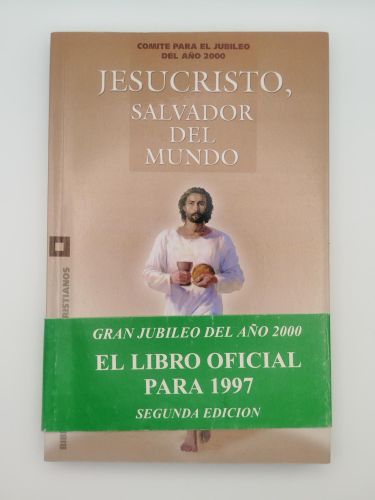 COMITE PARA EL JUBILEO
DEL AÑO 2000
JESUCRISTO,
SALVADOR
DEL
MUNDO
GRAN JUBILEO DEL AÑO 2000
EL LIBRO OFICIAL
PARA 1997
SEGUNDA EDICION